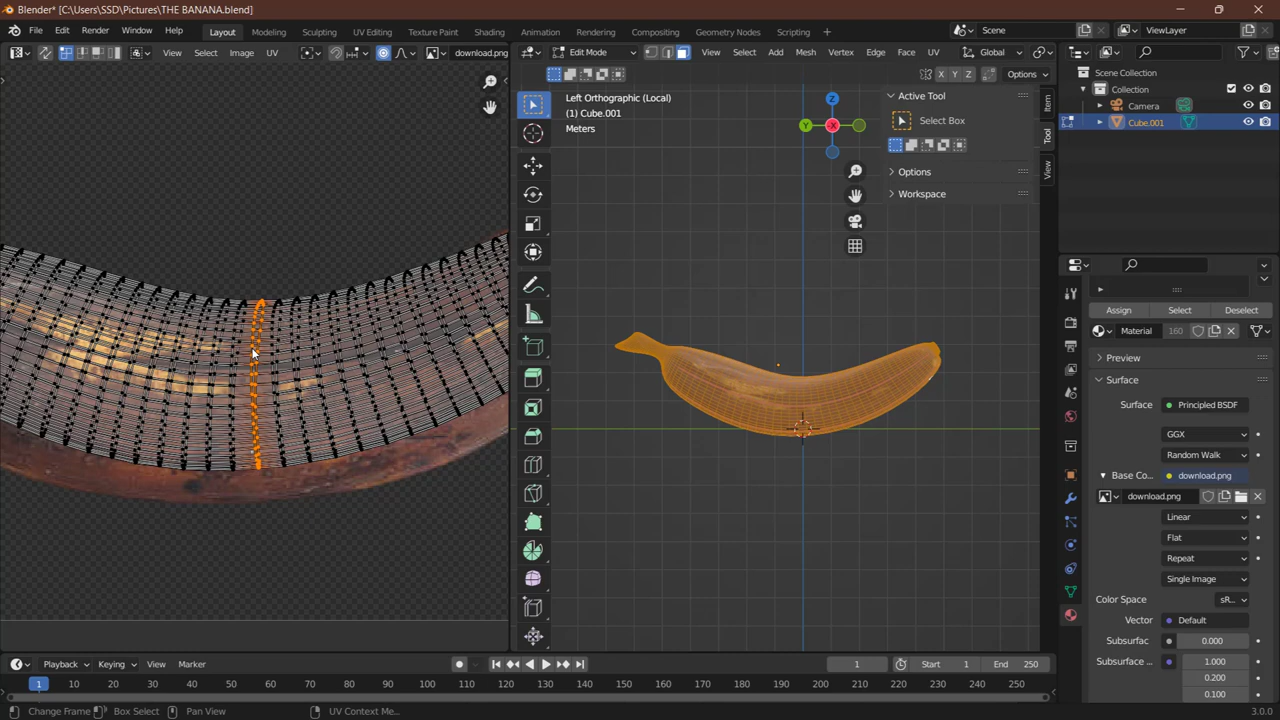 Blender* [C:\Users\SSD\Pictures\THE BANANA.blend]
File Edit Render Window Help Layout Modeling Sculpting UV Editing Texture Paint Shading Animation Rendering Compositing Geometry Nodes Scripting + Scene ViewLayer
View Select Image UV download.png Edit Mode View Select Add Mesh Vertex Edge Face UV Global
X Y Z Options
Left Orthographic (Local)
(1) Cube.001
Meters
Z
Y
-X
Active Tool
Select Box
Options
Workspace
Item
Tool
View
Scene Collection
Collection
Camera
Cube.001
Assign Select Deselect
Material 160
Preview
Surface
Surface Principled BSDF
GGX
Random Walk
Base Co... download.png
download.png
Linear
Flat
Repeat
Single Image
Color Space sR...
Vector Default
Subsurfac 0.000
Subsurface ... 1.000
0.200
0.100
Playback Keying View Marker 1 Start 1 End 250
1 10 20 30 40 50 60 70 80 90 100 110 120 130 140 150 160 170 180 190 200 210 220 230 240 250
Change Frame Box Select Pan View UV Context Me... 3.0.0